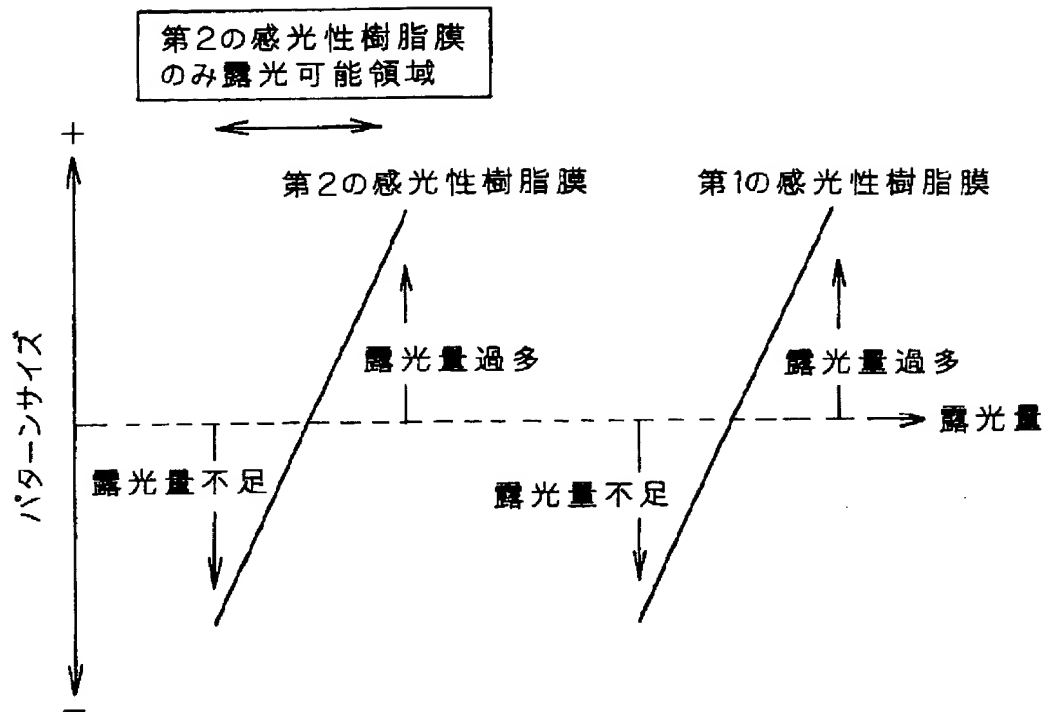 第2の感光性樹脂膜
のみ露光可能領域
+
第2の感光性樹脂膜
第1の感光性樹脂膜
露光量過多
露光量過多
パターンサイズ
露光量
露光量不足
露光量不足
−